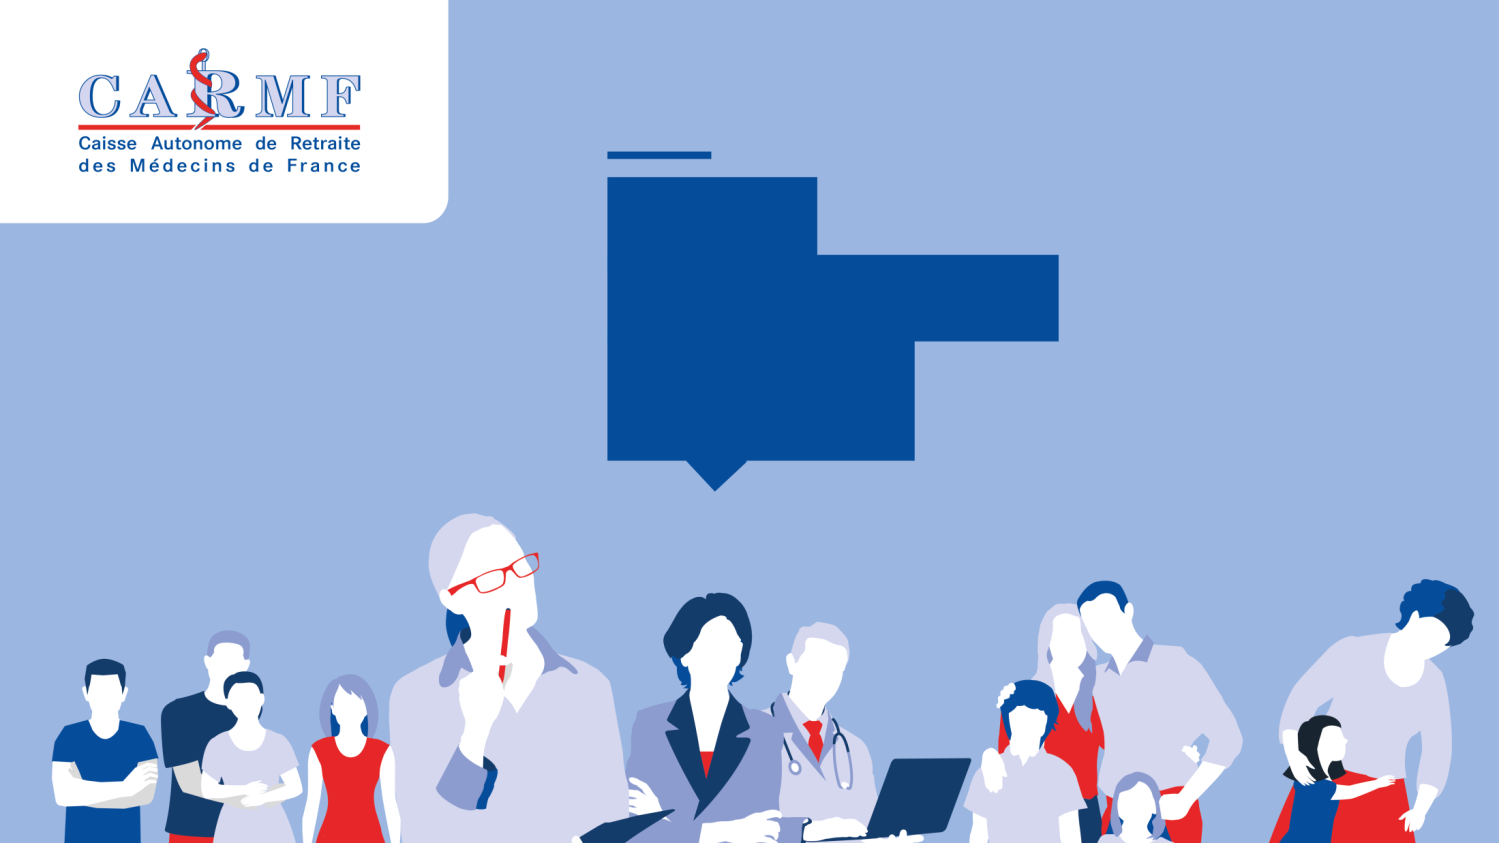 CARMF
Caisse Autonome de Retraite
des Médecins de France